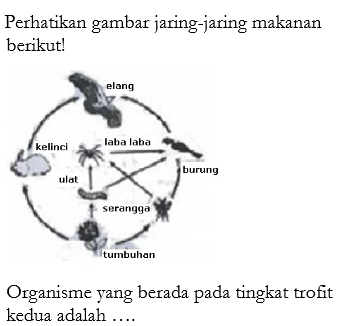 Perhatikan gambar jaring-jaring makanan
berikut!
elang
kelinci
laba laba
burung
ulat
serangga
tumbuhan
Organisme yang berada pada tingkat trofit
kedua adalah ....